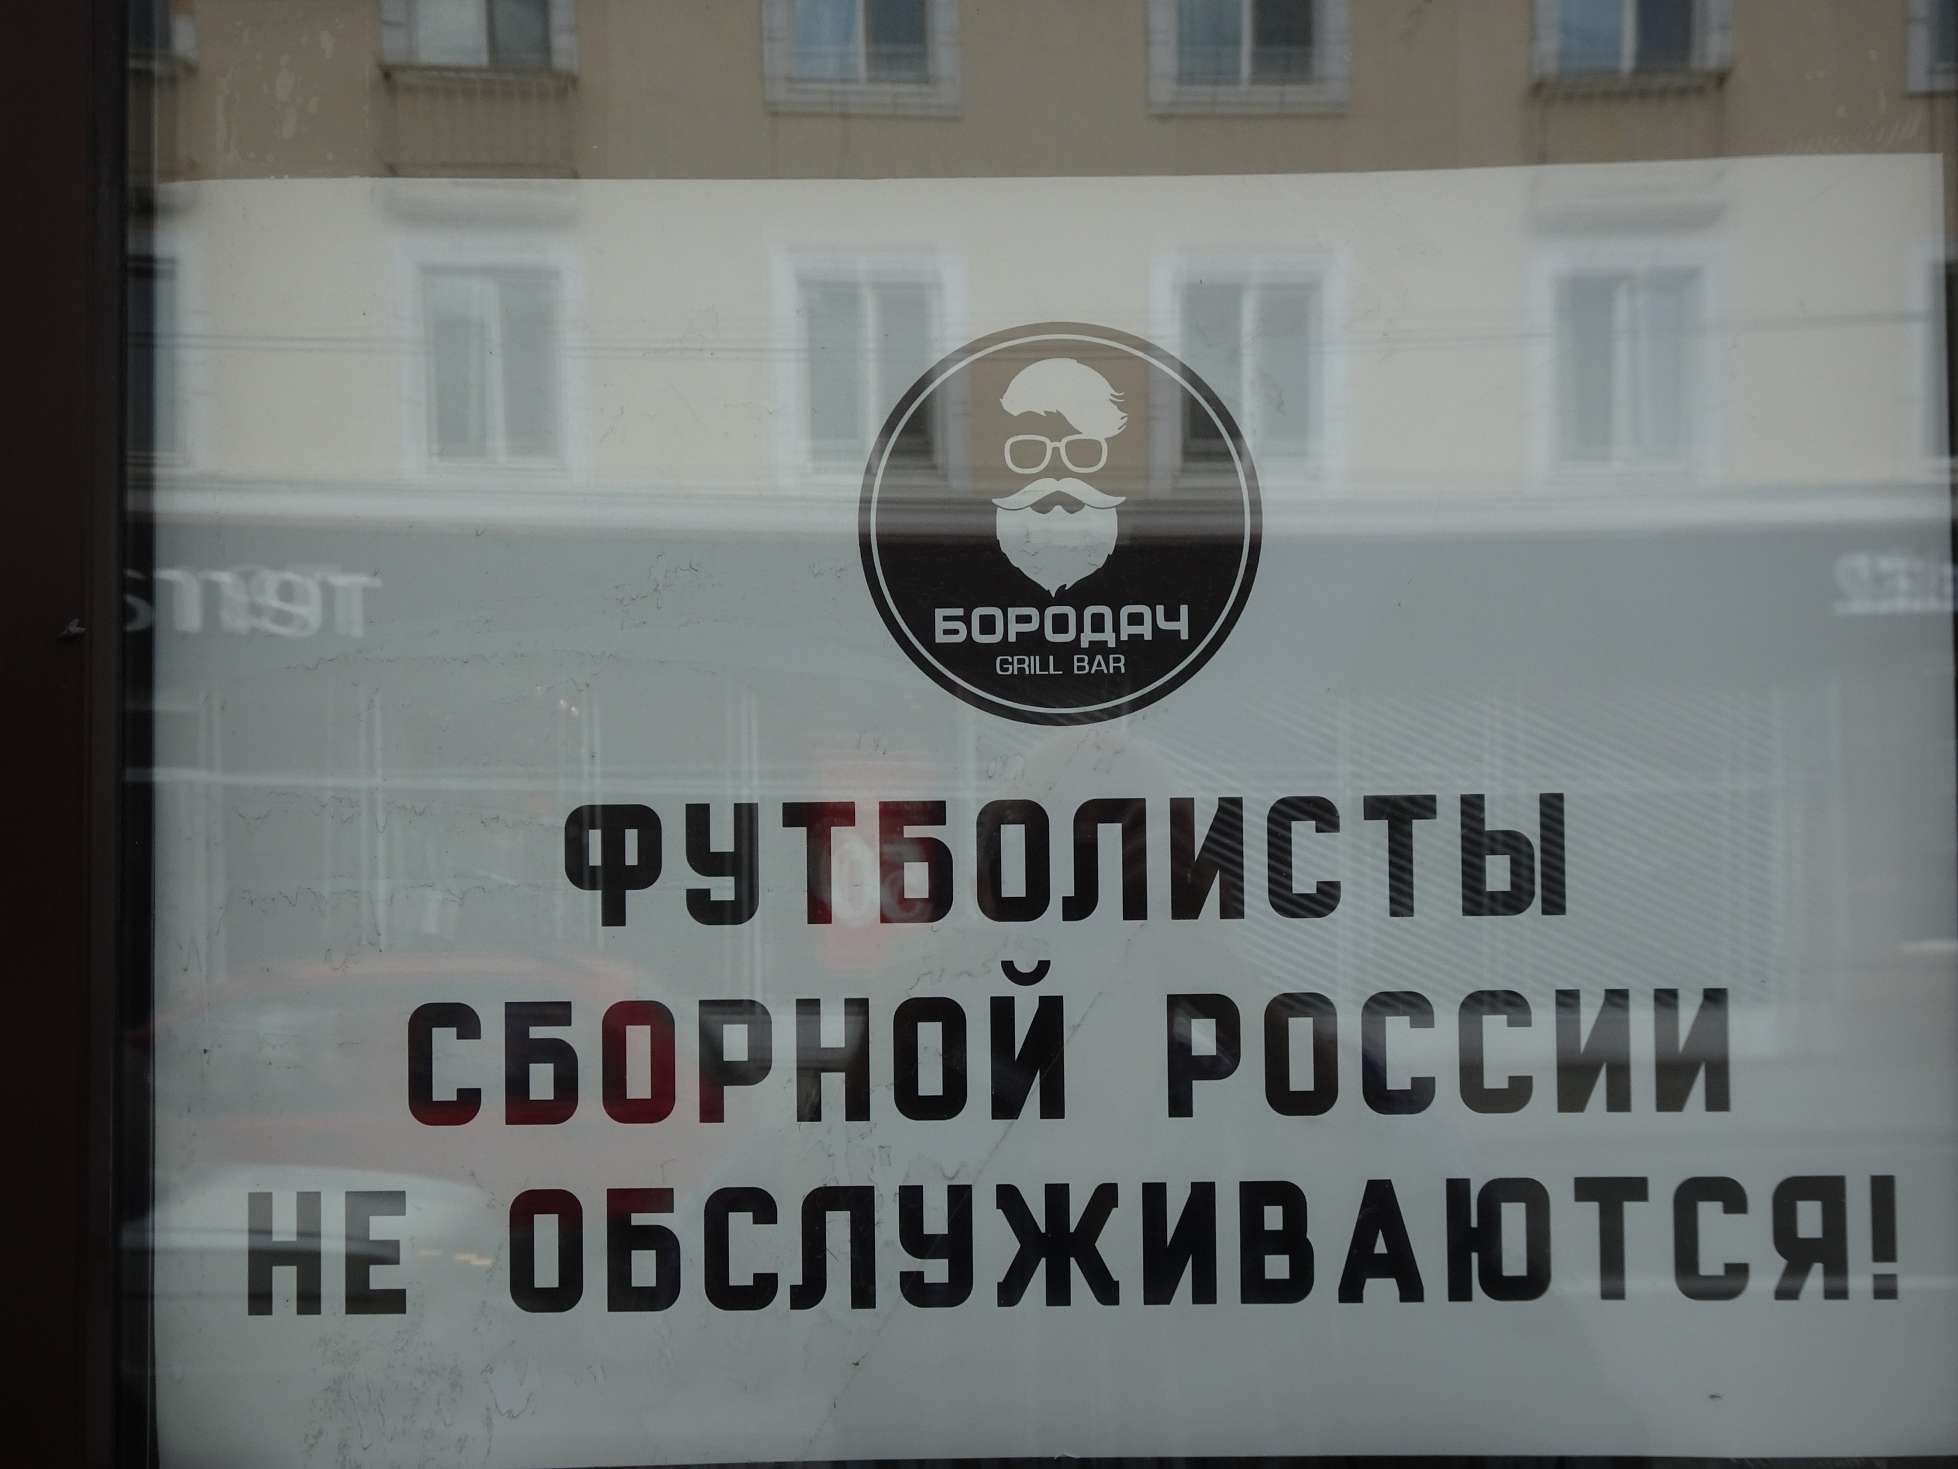 БОРОДАЧ
GRILL BAR
ФУТБОЛИСТЫ
СБОРНОЙ РОССИИ
НЕ ОБСЛУЖИВАЮТСЯ!